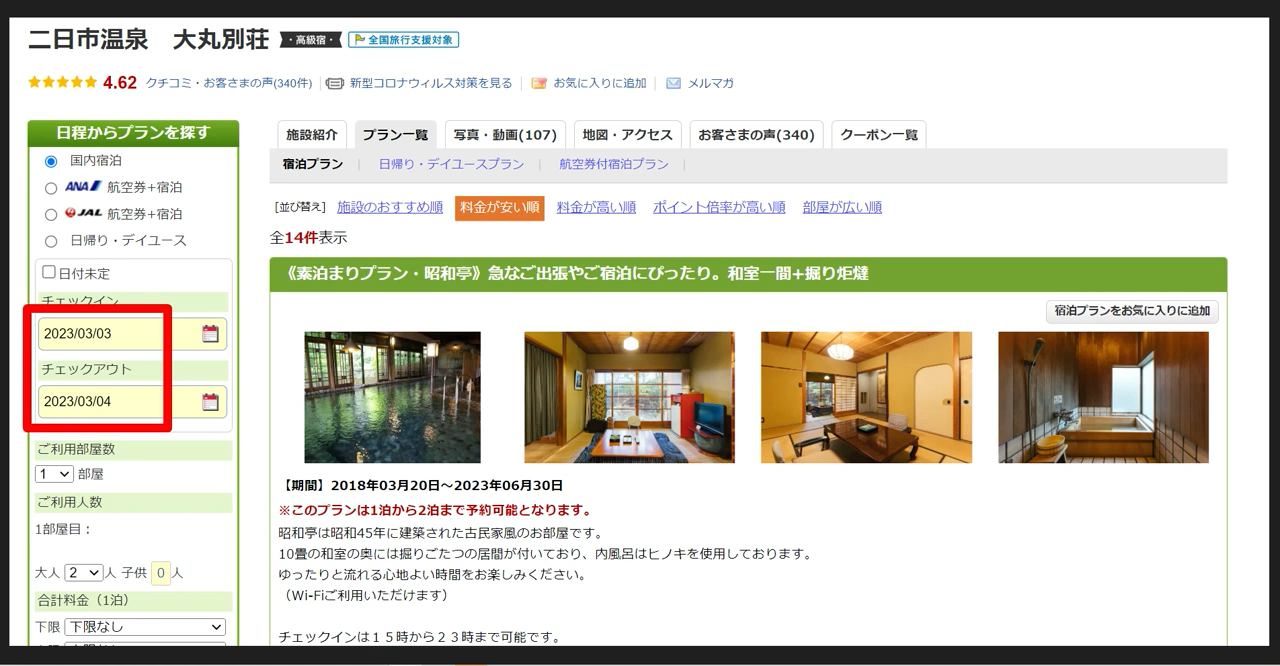 二日市温泉 大丸別荘 ・高級宿・ 全国旅行支援対象
4.62 クチコミ・お客さまの声(340件) 新型コロナウィルス対策を見る お気に入りに追加 メルマガ
日程からプランを探す
国内宿泊
ANA 航空券+宿泊
JAL 航空券+宿泊
日帰り・デイユース
日付未定
チェックイン
2023/03/03
チェックアウト
2023/03/04
ご利用部屋数
1 部屋
ご利用人数
1部屋目：
大人 2 人 子供 0 人
合計料金（1泊）
下限 下限なし
施設紹介 プラン一覧 写真・動画(107) 地図・アクセス お客さまの声(340) クーポン一覧
宿泊プラン 日帰り・デイユースプラン 航空券付宿泊プラン
[並び替え] 施設のおすすめ順 料金が安い順 料金が高い順 ポイント倍率が高い順 部屋が広い順
全14件表示
《素泊まりプラン・昭和亭》急なご出張やご宿泊にぴったり。和室一間+掘り炬燵
宿泊プランをお気に入りに追加
【期間】2018年03月20日～2023年06月30日
※このプランは1泊から2泊まで予約可能となります。
昭和亭は昭和45年に建築された古民家風のお部屋です。
10畳の和室の奥には掘りごたつの居間が付いており、内風呂はヒノキを使用しております。
ゆったりと流れる心地よい時間をお楽しみください。
（Wi-Fiご利用いただけます）
チェックインは１５時から２３時まで可能です。